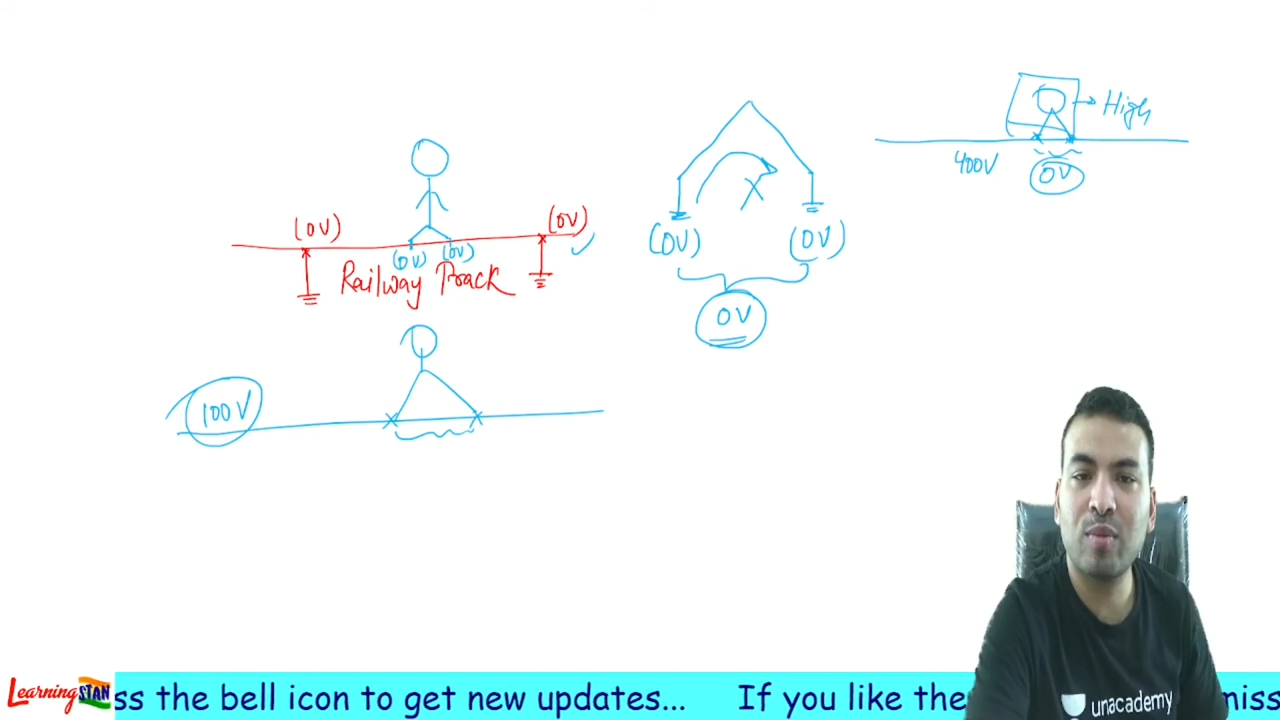 (0V)
(0V)
(0V) (0V)
Railway Track
(0V) (0V)
0V
High
400V
0V
100V
LearningSTAN
ss the bell icon to get new updates... If you like the
miss
unacademy